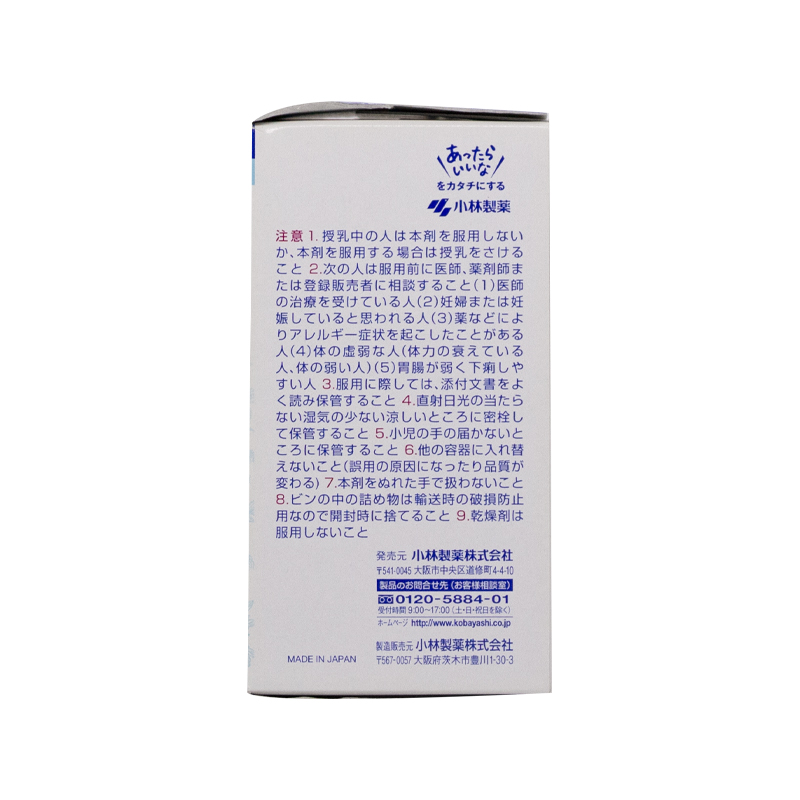 あったら
いいな
をカタチにする
小林製薬
注意 1. 授乳中の人は本剤を服用しない
か、本剤を服用する場合は授乳をさける
こと 2.次の人は服用前に医師、薬剤師ま
たは登録販売者に相談すること(1)医師
の治療を受けている人(2)妊婦または妊
娠していると思われる人(3)薬などによ
りアレルギー症状を起こしたことがある
人(4)体の虚弱な人(体力の衰えている
人、体の弱い人)(5)胃腸が弱く下痢しや
すい人 3.服用に際しては、添付文書をよ
く読み保管すること 4.直射日光の当たら
ない湿気の少ない涼しいところに密栓し
て保管すること 5.小児の手の届かないと
ころに保管すること 6.他の容器に入れ替
えないこと(誤用の原因になったり品質が
変わる) 7.本剤をぬれた手で扱わないこと
8.ビンの中の詰め物は輸送時の破損防止
用なので開封時に捨てること 9.乾燥剤は
服用しないこと
発売元 小林製薬株式会社
〒541-0045 大阪市中央区道修町4-4-10
製品のお問合せ先〈お客様相談室〉
0120-5884-01
受付時間 9:00~17:00 (土・日・祝日を除く)
ホームページ http://www.kobayashi.co.jp
製造販売元 小林製薬株式会社
MADE IN JAPAN 〒567-0057 大阪府茨木市豊川1-30-3